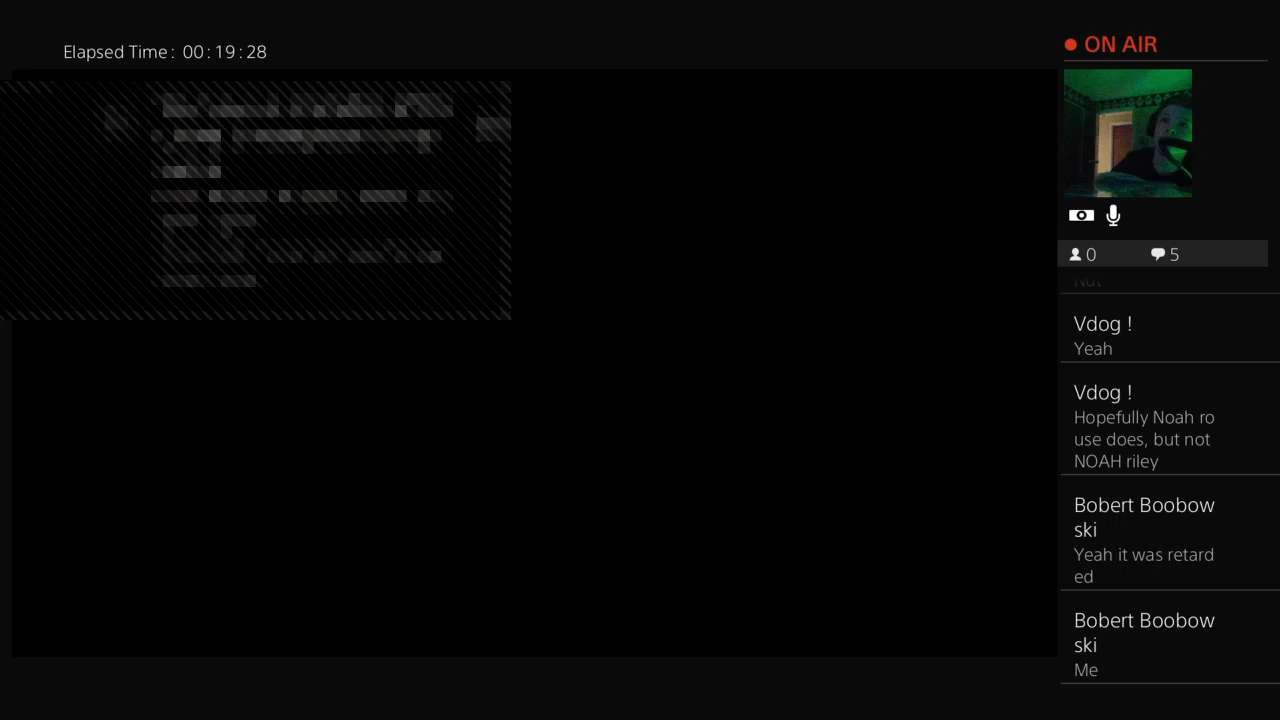 Elapsed Time: 00:19:28
ON AIR
0
5
Nut
Vdog !
Yeah
Vdog !
Hopefully Noah ro
use does, but not
NOAH riley
Bobert Boobow
ski
Yeah it was retard
ed
Bobert Boobow
ski
Me